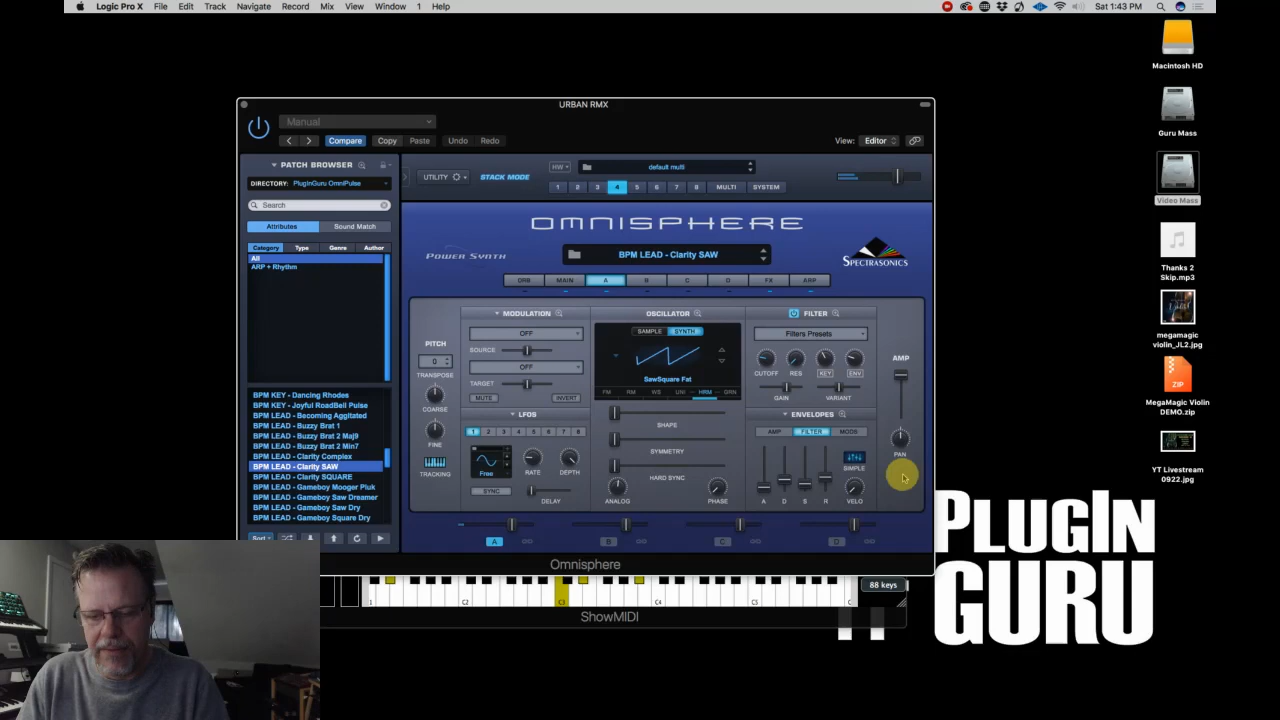 Logic Pro X File Edit Track Navigate Record Mix View Window 1 Help
Sat 1:43 PM
URBAN RMX
Manual
Compare Copy Paste Undo Redo
View: Editor
PATCH BROWSER
DIRECTORY: PlugInGuru OmniPulse
Search
Attributes Sound Match
Category Type Genre Author
All
ARP + Rhythm
BPM KEY - Dancing Rhodes
BPM KEY - Joyful RoadBell Pulse
BPM LEAD - Becoming Aggitated
BPM LEAD - Buzzy Brat 1
BPM LEAD - Buzzy Brat 2 Maj9
BPM LEAD - Buzzy Brat 2 Min7
BPM LEAD - Clarity Complex
BPM LEAD - Clarity SAW
BPM LEAD - Clarity SQUARE
BPM LEAD - Gameboy Mooger Pluk
BPM LEAD - Gameboy Saw Dreamer
BPM LEAD - Gameboy Saw Dry
BPM LEAD - Gameboy Square Dry
Sort
UTILITY STACK MODE
HW default multi
1 2 3 4 5 6 7 8 MULTI SYSTEM
OMNISPHERE
POWER SYNTH
BPM LEAD - Clarity SAW
SPECTRASONICS
ORB MAIN A B C D FX ARP
PITCH
0
TRANSPOSE
COARSE
FINE
TRACKING
MODULATION
OFF
SOURCE
OFF
TARGET
MUTE INVERT
LFOS
1 2 3 4 5 6 7 8
Free
RATE DEPTH
SYNC DELAY
OSCILLATOR
SAMPLE SYNTH
SawSquare Fat
FM RM WS UNI HRM GRN
SHAPE
SYMMETRY
HARD SYNC
ANALOG PHASE
FILTER
Filters Presets
CUTOFF RES KEY ENV
GAIN VARIANT
ENVELOPES
AMP FILTER MODS
SIMPLE
A D S R VELO
AMP
PAN
A B C D
Omnisphere
C2 C3 C4 C5
88 keys
ShowMIDI
Macintosh HD
Guru Mass
Video Mass
Thanks 2
Skip.mp3
megamagic
violin_JL2.jpg
ZIP
MegaMagic Violin
DEMO.zip
YT Livestream
0922.jpg
PLUGIN
GURU